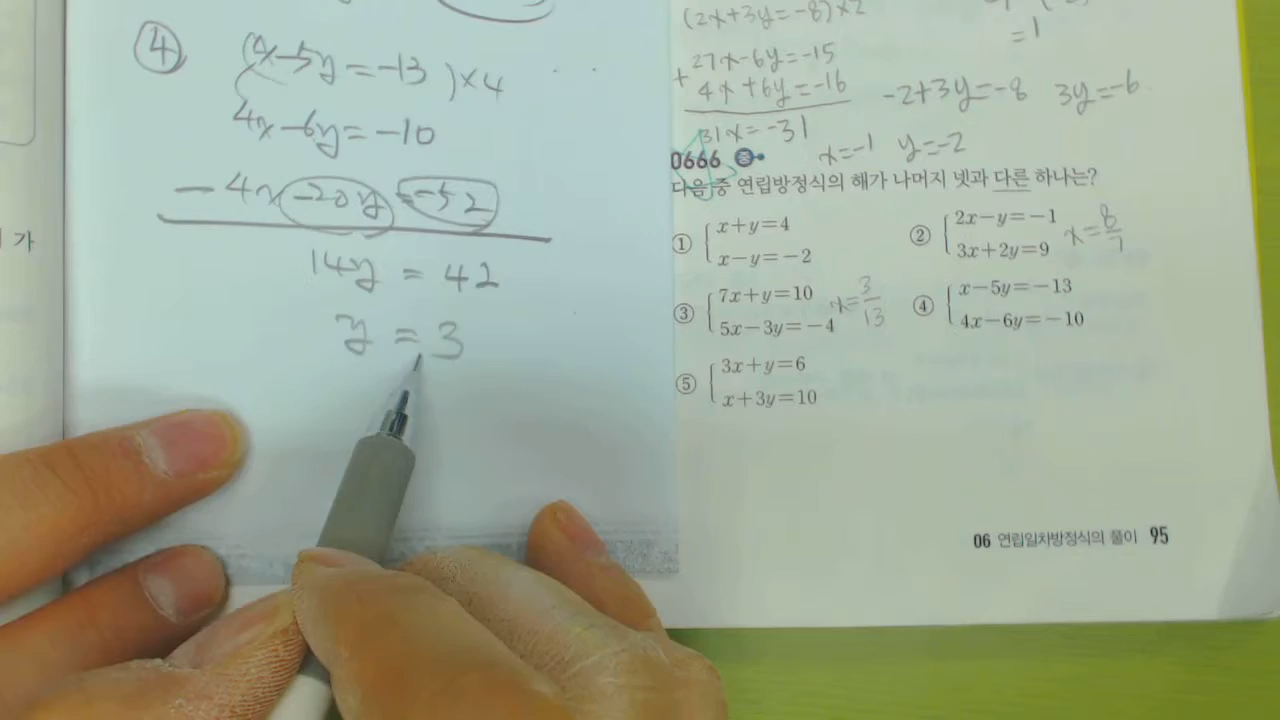 ④ x-5y=-13 )×4
4x-6y=-10
- 4x-20y=-52
14y = 42
y = 3
가
(2x+3y=-8)×2
=1
27x-6y=-15
+ 4x+6y=-16
-2+3y=-8 3y=-6
31x=-31
x=-1 y=-2
0666 중
다음 중 연립방정식의 해가 나머지 넷과 다른 하나는?
① x+y=4
x-y=-2
② 2x-y=-1
3x+2y=9
x=8/7
③ 7x+y=10
5x-3y=-4
x=3/13
④ x-5y=-13
4x-6y=-10
⑤ 3x+y=6
x+3y=10
06 연립일차방정식의 풀이 95